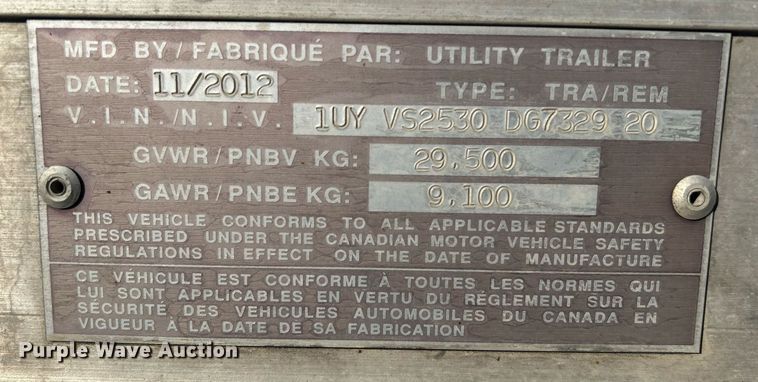 MFD BY / FABRIQUÉ PAR: UTILITY TRAILER
DATE: 11/2012 TYPE: TRA/REM
V.I.N./N.I.V. 1UY VS2530 DG7329 20
GVWR/PNBV KG: 29,500
GAWR/PNBE KG: 9,100
THIS VEHICLE CONFORMS TO ALL APPLICABLE STANDARDS
PRESCRIBED UNDER THE CANADIAN MOTOR VEHICLE SAFETY
REGULATIONS IN EFFECT ON THE DATE OF MANUFACTURE
CE VÉHICULE EST CONFORME À TOUTES LES NORMES QUI
LUI SONT APPLICABLES EN VERTU DU RÉGLEMENT SUR LA
SÉCURITÉ DES VEHICULES AUTOMOBILES DU CANADA EN
VIGUEUR À LA DATE DE SA FABRICATION
Purple Wave Auction